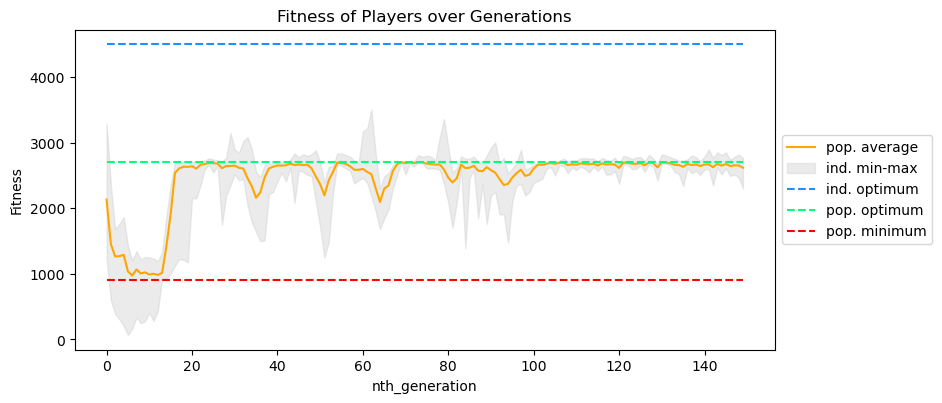 Fitness of Players over Generations
Fitness
4000
3000
2000
1000
0
0 20 40 60 80 100 120 140
nth_generation
pop. average
ind. min-max
ind. optimum
pop. optimum
pop. minimum